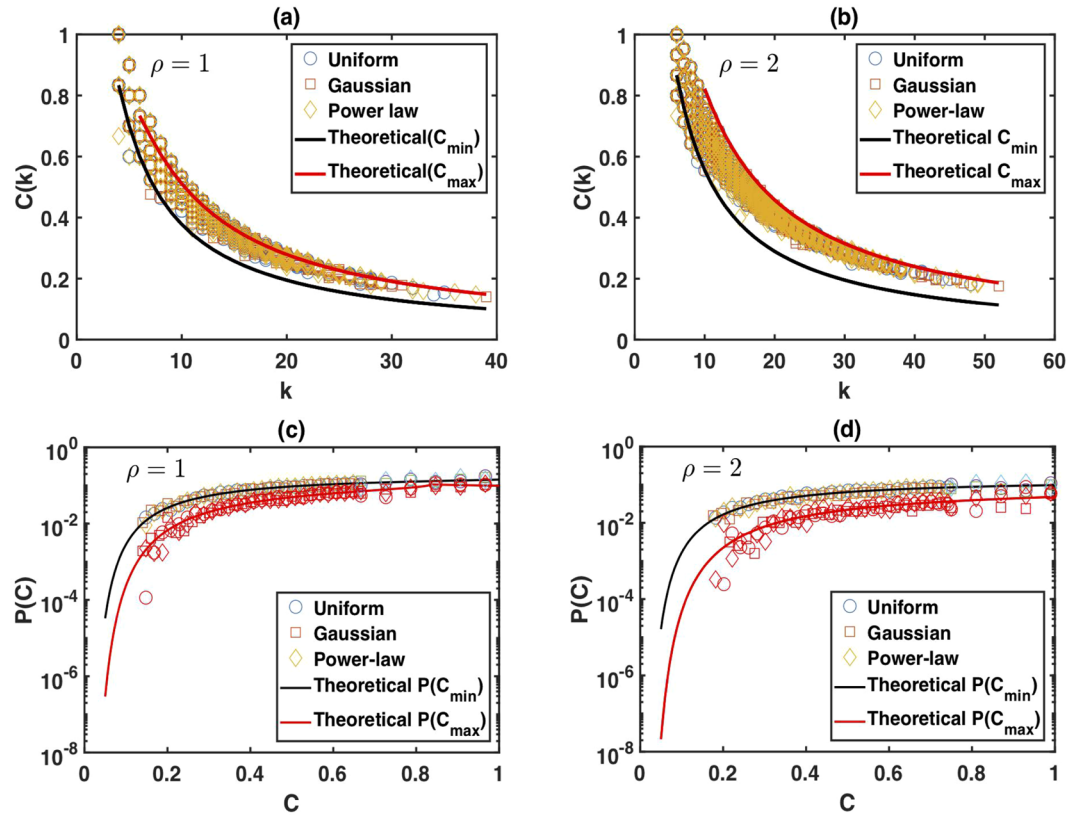 (a)
ρ = 1
Uniform
Gaussian
Power law
Theoretical(C_min)
Theoretical(C_max)
C(k)
1
0.8
0.6
0.4
0.2
0
0
10
20
30
40
k
(b)
ρ = 2
Uniform
Gaussian
Power-law
Theoretical C_min
Theoretical C_max
C(k)
1
0.8
0.6
0.4
0.2
0
0
10
20
30
40
50
60
k
(c)
ρ = 1
Uniform
Gaussian
Power-law
Theoretical P(C_min)
Theoretical P(C_max)
P(C)
10^0
10^-2
10^-4
10^-6
10^-8
0
0.2
0.4
0.6
0.8
1
C
(d)
ρ = 2
Uniform
Gaussian
Power-law
Theoretical P(C_min)
Theoretical P(C_max)
P(C)
10^0
10^-2
10^-4
10^-6
10^-8
0
0.2
0.4
0.6
0.8
1
C